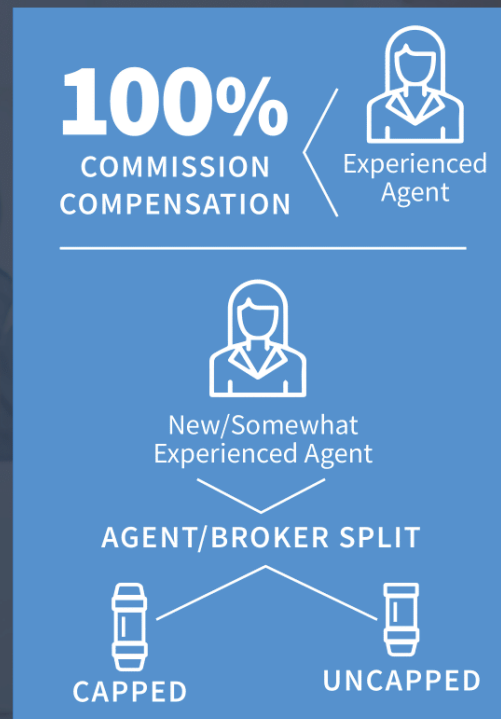 100%
COMMISSION
COMPENSATION
Experienced
Agent
New/Somewhat
Experienced Agent
AGENT/BROKER SPLIT
CAPPED
UNCAPPED